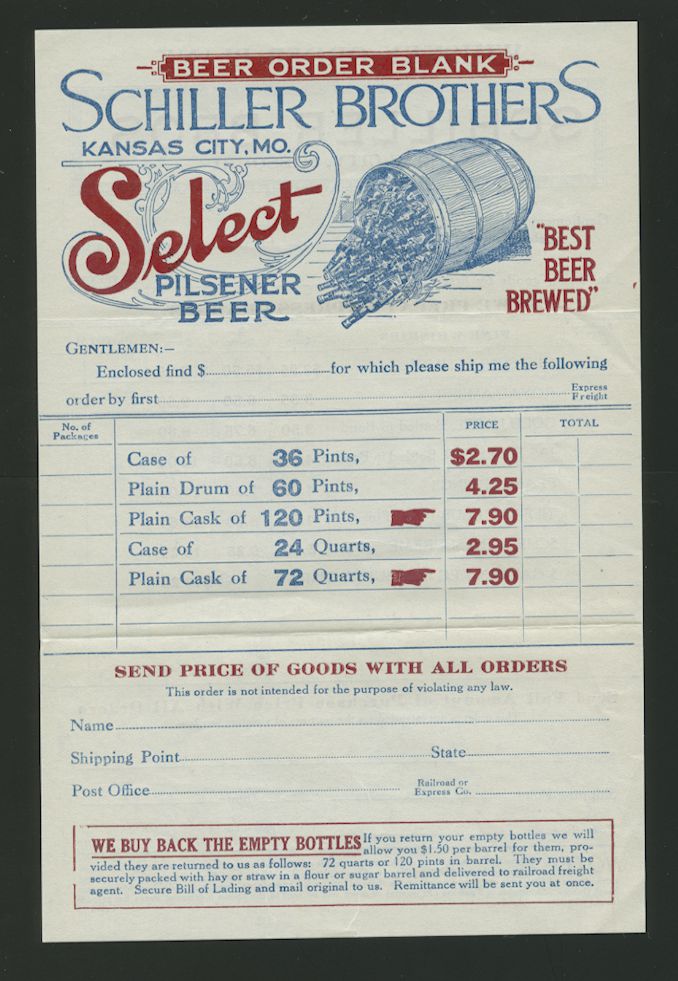 BEER ORDER BLANK
SCHILLER BROTHERS
KANSAS CITY, MO.
Select
PILSENER
BEER
"BEST
BEER
BREWED"
GENTLEMEN:—
Enclosed find $ for which please ship me the following
order by first Express
Freight
No. of
Packages PRICE TOTAL
Case of 36 Pints, $2.70
Plain Drum of 60 Pints, 4.25
Plain Cask of 120 Pints, 7.90
Case of 24 Quarts, 2.95
Plain Cask of 72 Quarts, 7.90
SEND PRICE OF GOODS WITH ALL ORDERS
This order is not intended for the purpose of violating any law.
Name
Shipping Point State
Post Office Railroad or
Express Co.
WE BUY BACK THE EMPTY BOTTLES If you return your empty bottles we will
allow you $1.50 per barrel for them, pro-
vided they are returned to us as follows: 72 quarts or 120 pints in barrel. They must be
securely packed with hay or straw in a flour or sugar barrel and delivered to railroad freight
agent. Secure Bill of Lading and mail original to us. Remittance will be sent you at once.